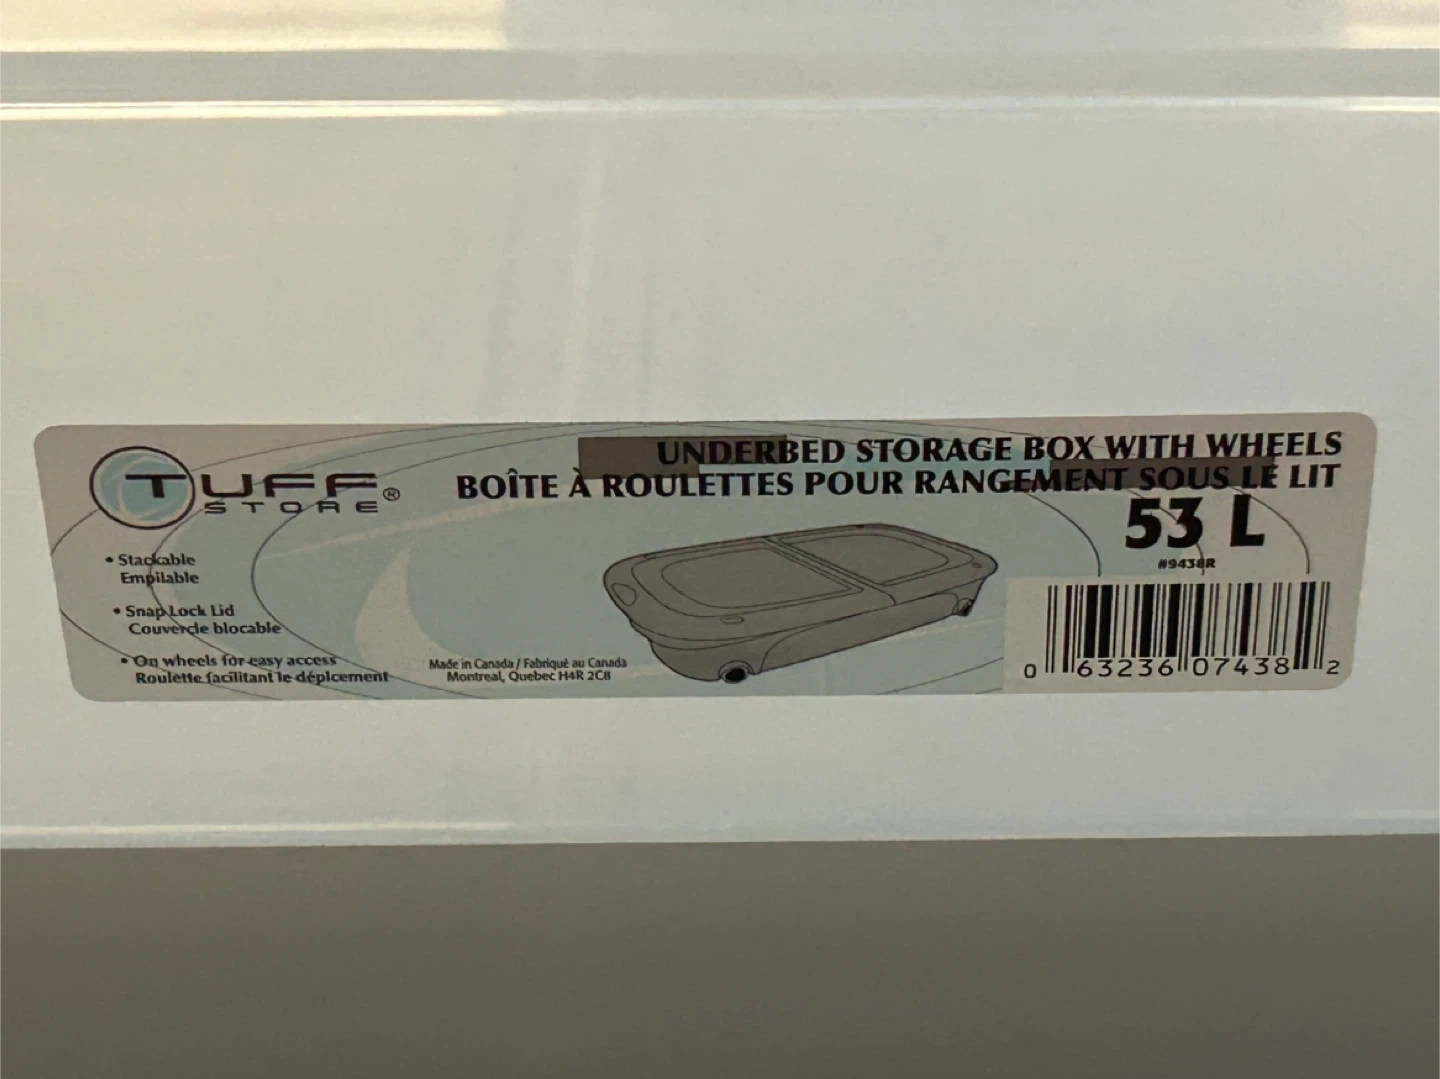 TUFF®
STORE
• Stackable
Empilable
• Snap Lock Lid
Couvercle blocable
• On wheels for easy access
Roulette facilitant le déplcement
UNDERBED STORAGE BOX WITH WHEELS
BOÎTE À ROULETTES POUR RANGEMENT SOUS LE LIT
53 L
#9438R
Made in Canada / Fabriqué au Canada
Montreal, Quebec H4R 2C8
0 63236 07438 2